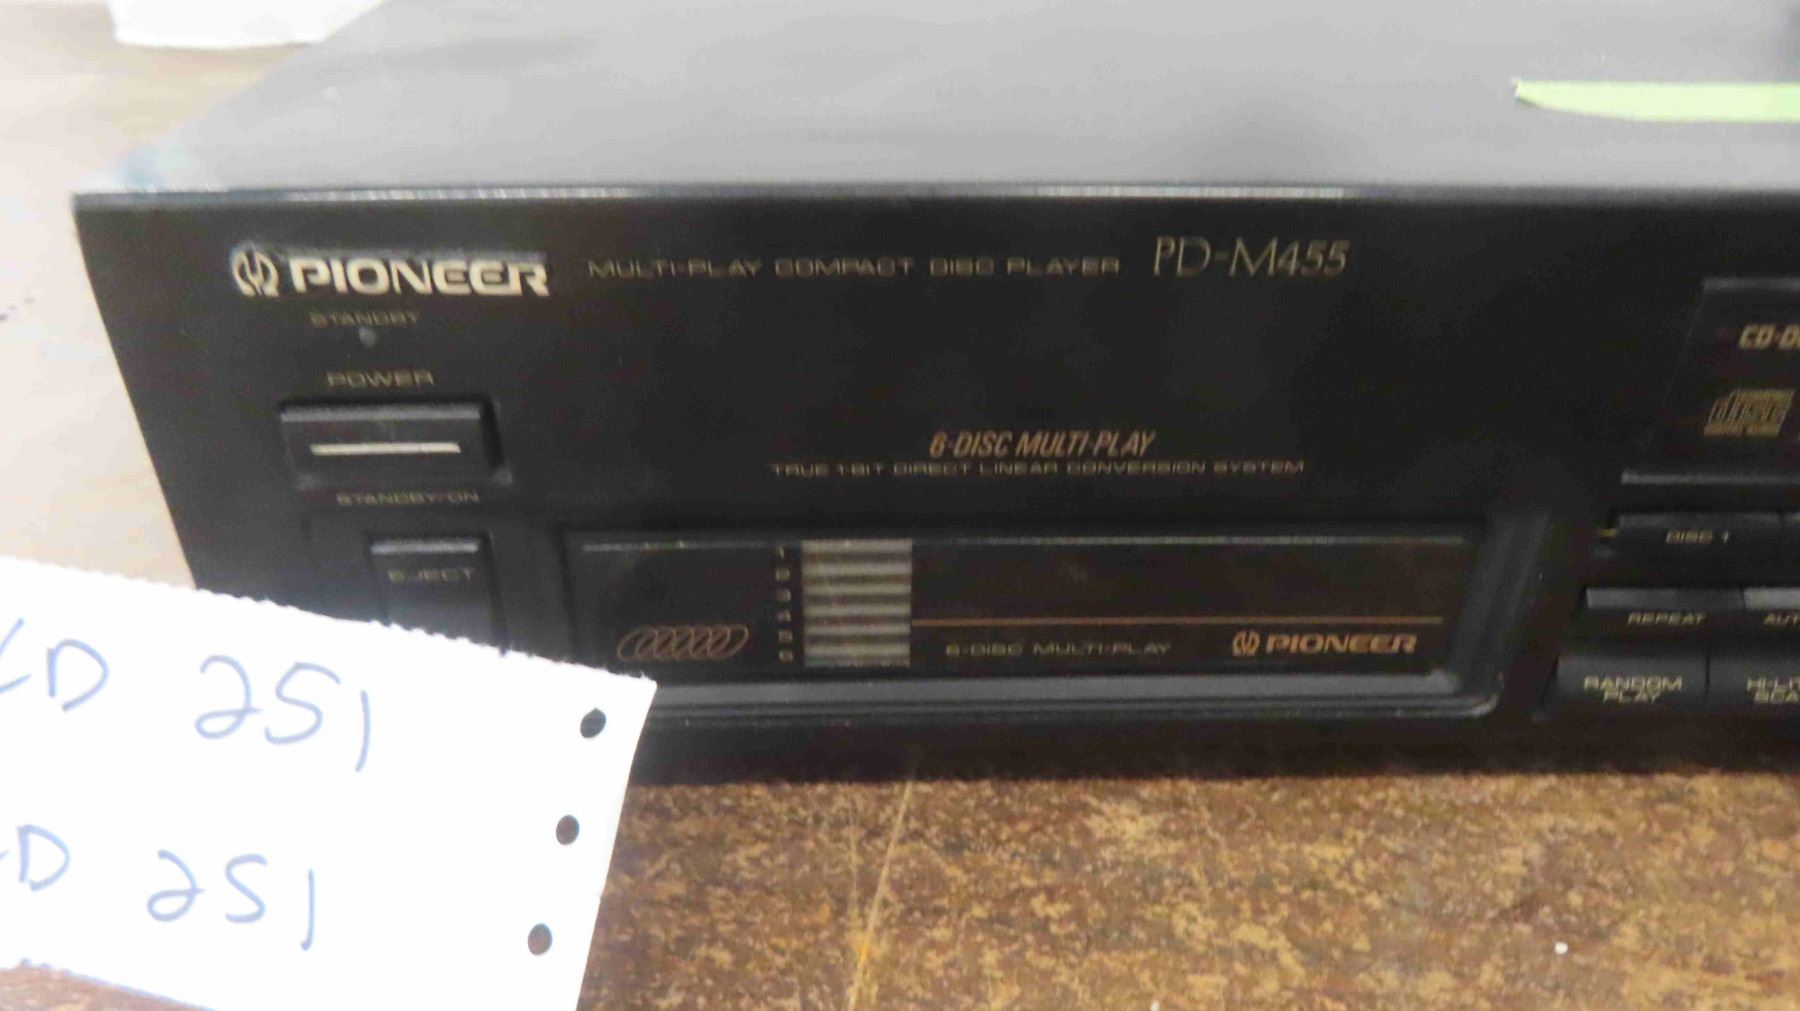 PIONEER MULTI-PLAY COMPACT DISC PLAYER PD-M455
STANDBY
POWER
STANDBY/ON
EJECT
6-DISC MULTI-PLAY
TRUE 1-BIT DIRECT LINEAR CONVERSION SYSTEM
1
2
3
4
5
6
6-DISC MULTI-PLAY PIONEER
disc
DISC 1
REPEAT
RANDOM
PLAY
D 251
D 251